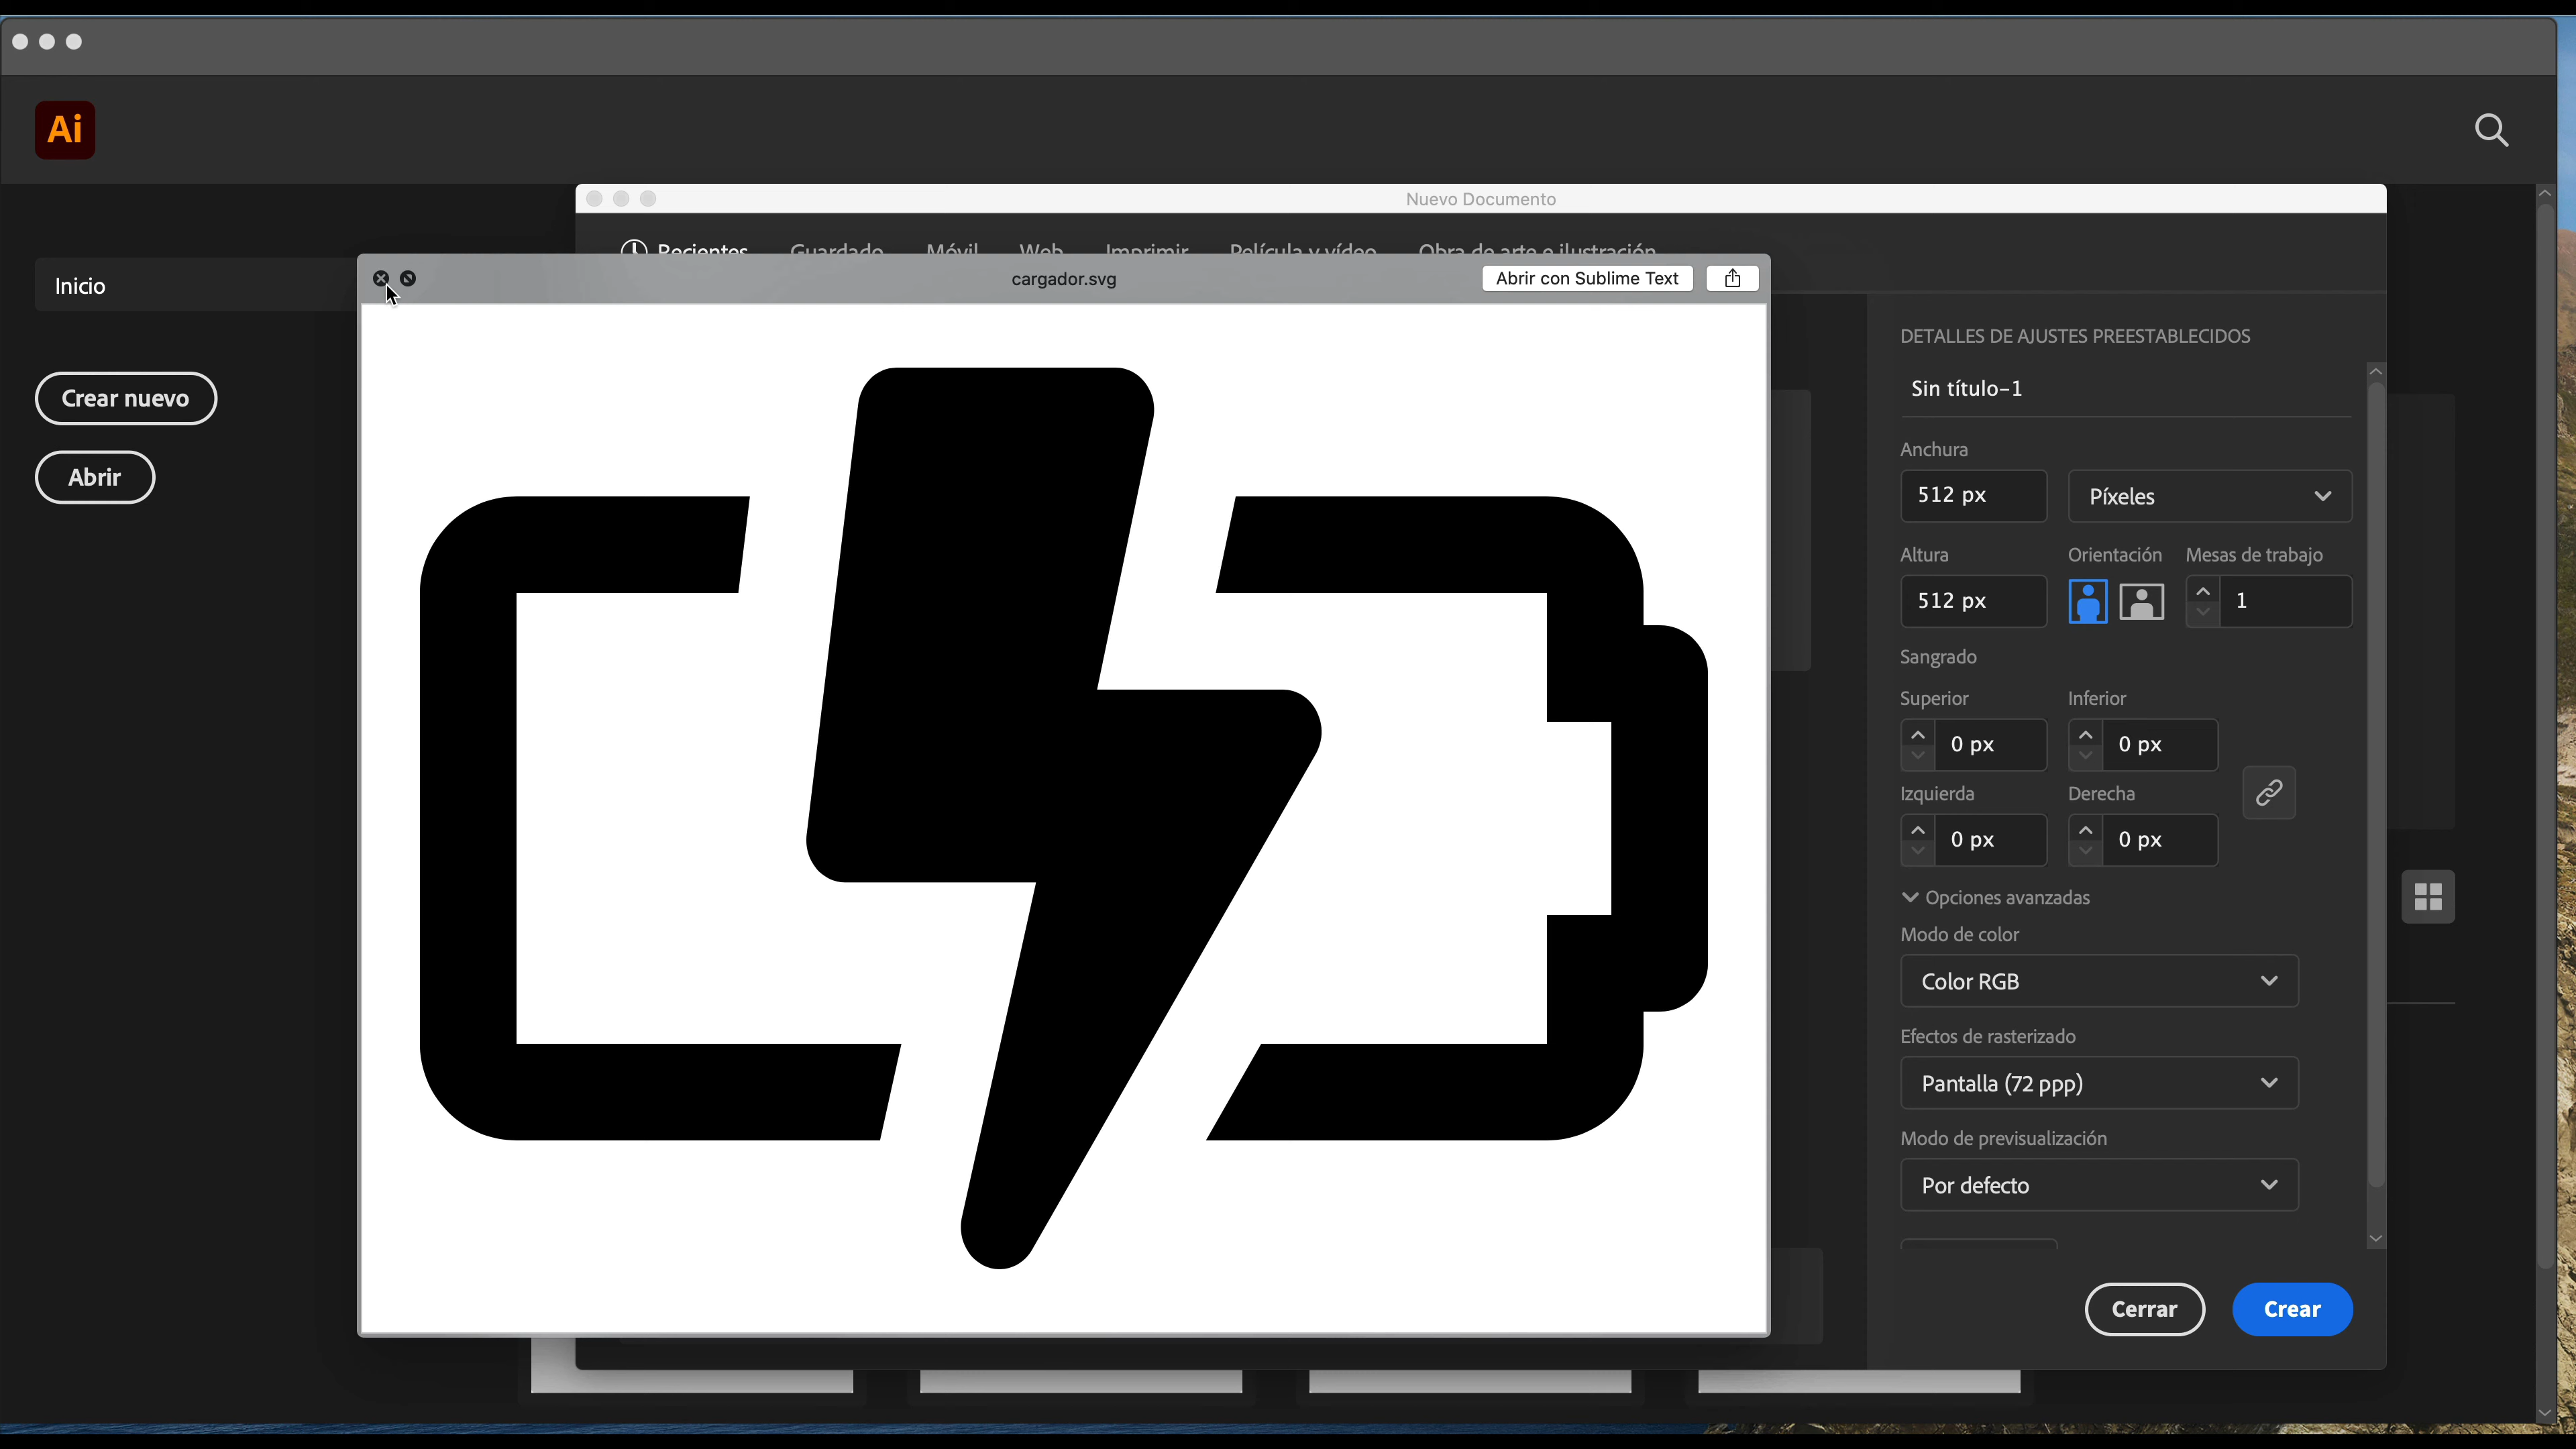 Ai
Nuevo Documento
Recientes Guardado Móvil Web Imprimir Película y vídeo Obra de arte e ilustración
Inicio
cargador.svg
Abrir con Sublime Text
Crear nuevo
Abrir
DETALLES DE AJUSTES PREESTABLECIDOS
Sin título-1
Anchura
512 px Píxeles
Altura Orientación Mesas de trabajo
512 px 1
Sangrado
Superior Inferior
0 px 0 px
Izquierda Derecha
0 px 0 px
Opciones avanzadas
Modo de color
Color RGB
Efectos de rasterizado
Pantalla (72 ppp)
Modo de previsualización
Por defecto
Cerrar Crear